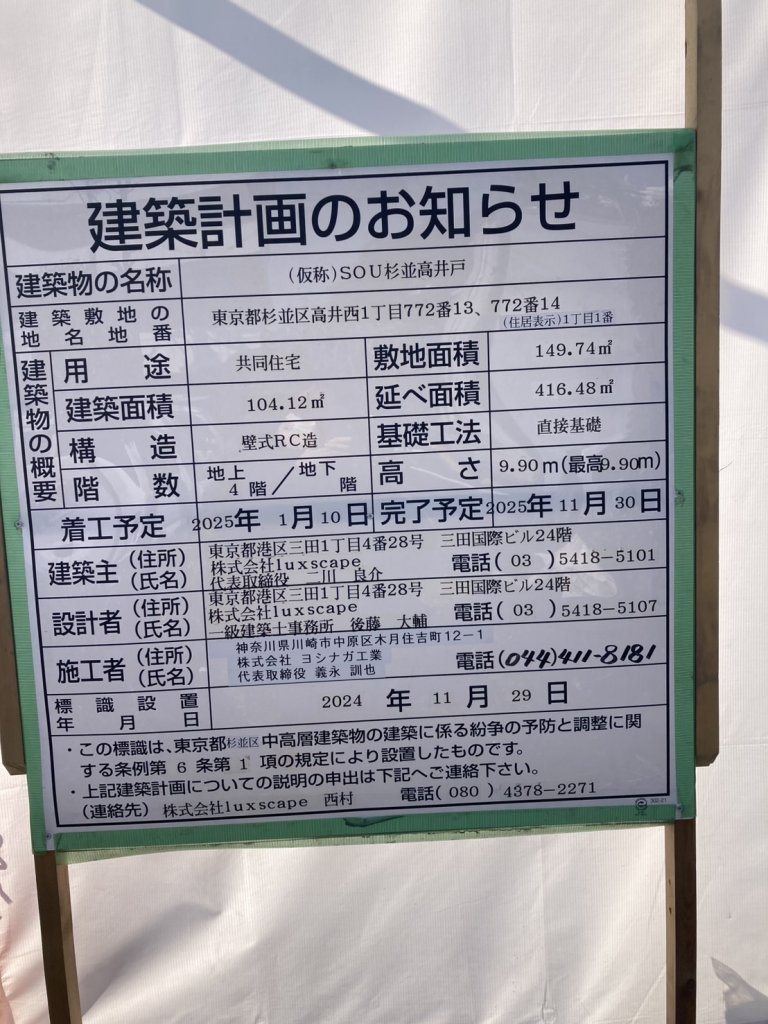 建築計画のお知らせ
建築物の名称 (仮称)SOU杉並高井戸
建築敷地の地名地番 東京都杉並区高井西1丁目772番13、772番14
(住居表示)1丁目1番
建築物の概要
用途 共同住宅 敷地面積 149.74㎡
建築面積 104.12㎡ 延べ面積 416.48㎡
構造 壁式RC造 基礎工法 直接基礎
階数 地上4階/地下 階 高さ 9.90m(最高9.90m)
着工予定 2025年 1月10日 完了予定 2025年11月30日
建築主(住所)(氏名) 東京都港区三田1丁目4番28号 三田国際ビル24階
株式会社luxscape 電話(03)5418-5101
代表取締役 二川 良介
設計者(住所)(氏名) 東京都港区三田1丁目4番28号 三田国際ビル24階
株式会社luxscape 電話(03)5418-5107
一級建築士事務所 後藤 大輔
施工者(住所)(氏名) 神奈川県川崎市中原区木月住吉町12-1
株式会社 ヨシナガ工業 電話(044)411-8181
代表取締役 義永 訓也
標識設置年月日 2024 年 11 月 29 日
・この標識は、東京都杉並区中高層建築物の建築に係る紛争の予防と調整に関
する条例第 6 条第 1 項の規定により設置したものです。
・上記建築計画についての説明の申出は下記へご連絡下さい。
(連絡先) 株式会社luxscape 西村 電話(080)4378-2271
302-21